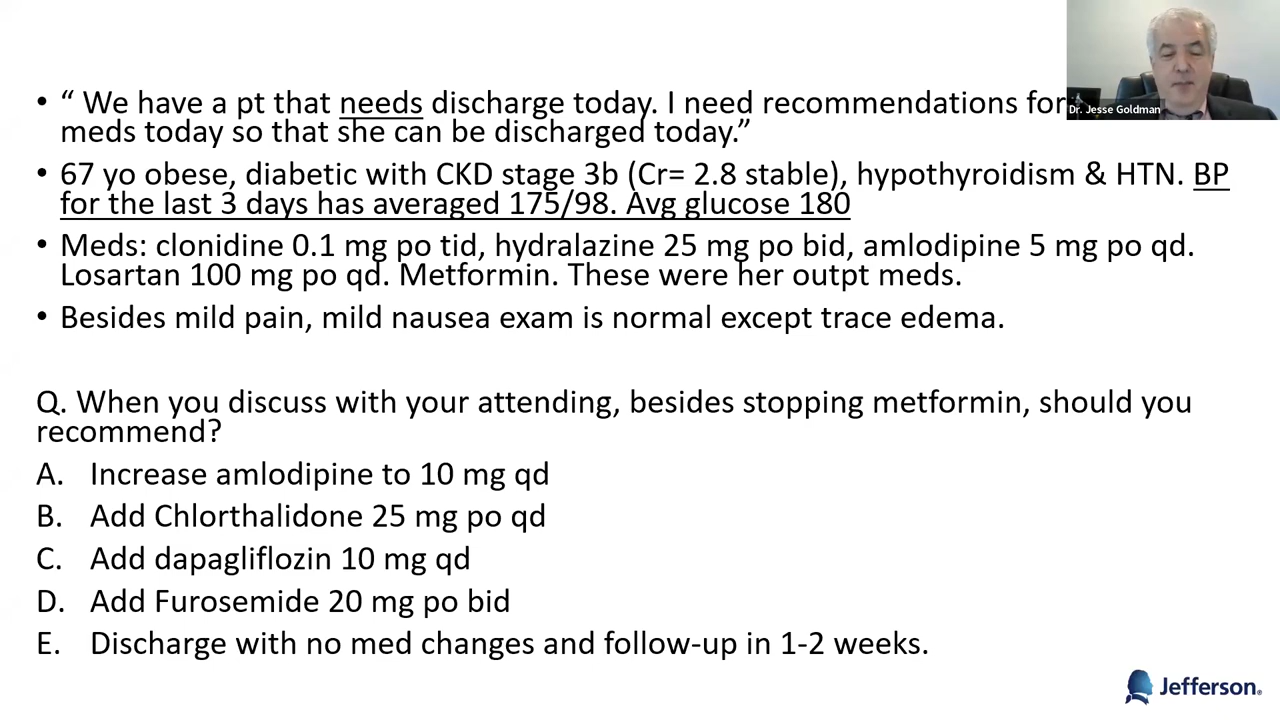 • “ We have a pt that needs discharge today. I need recommendations for
meds today so that she can be discharged today.”
• 67 yo obese, diabetic with CKD stage 3b (Cr= 2.8 stable), hypothyroidism & HTN. BP
for the last 3 days has averaged 175/98. Avg glucose 180
• Meds: clonidine 0.1 mg po tid, hydralazine 25 mg po bid, amlodipine 5 mg po qd.
Losartan 100 mg po qd. Metformin. These were her outpt meds.
• Besides mild pain, mild nausea exam is normal except trace edema.
Q. When you discuss with your attending, besides stopping metformin, should you
recommend?
A. Increase amlodipine to 10 mg qd
B. Add Chlorthalidone 25 mg po qd
C. Add dapagliflozin 10 mg qd
D. Add Furosemide 20 mg po bid
E. Discharge with no med changes and follow-up in 1-2 weeks.
Dr. Jesse Goldman
Jefferson®